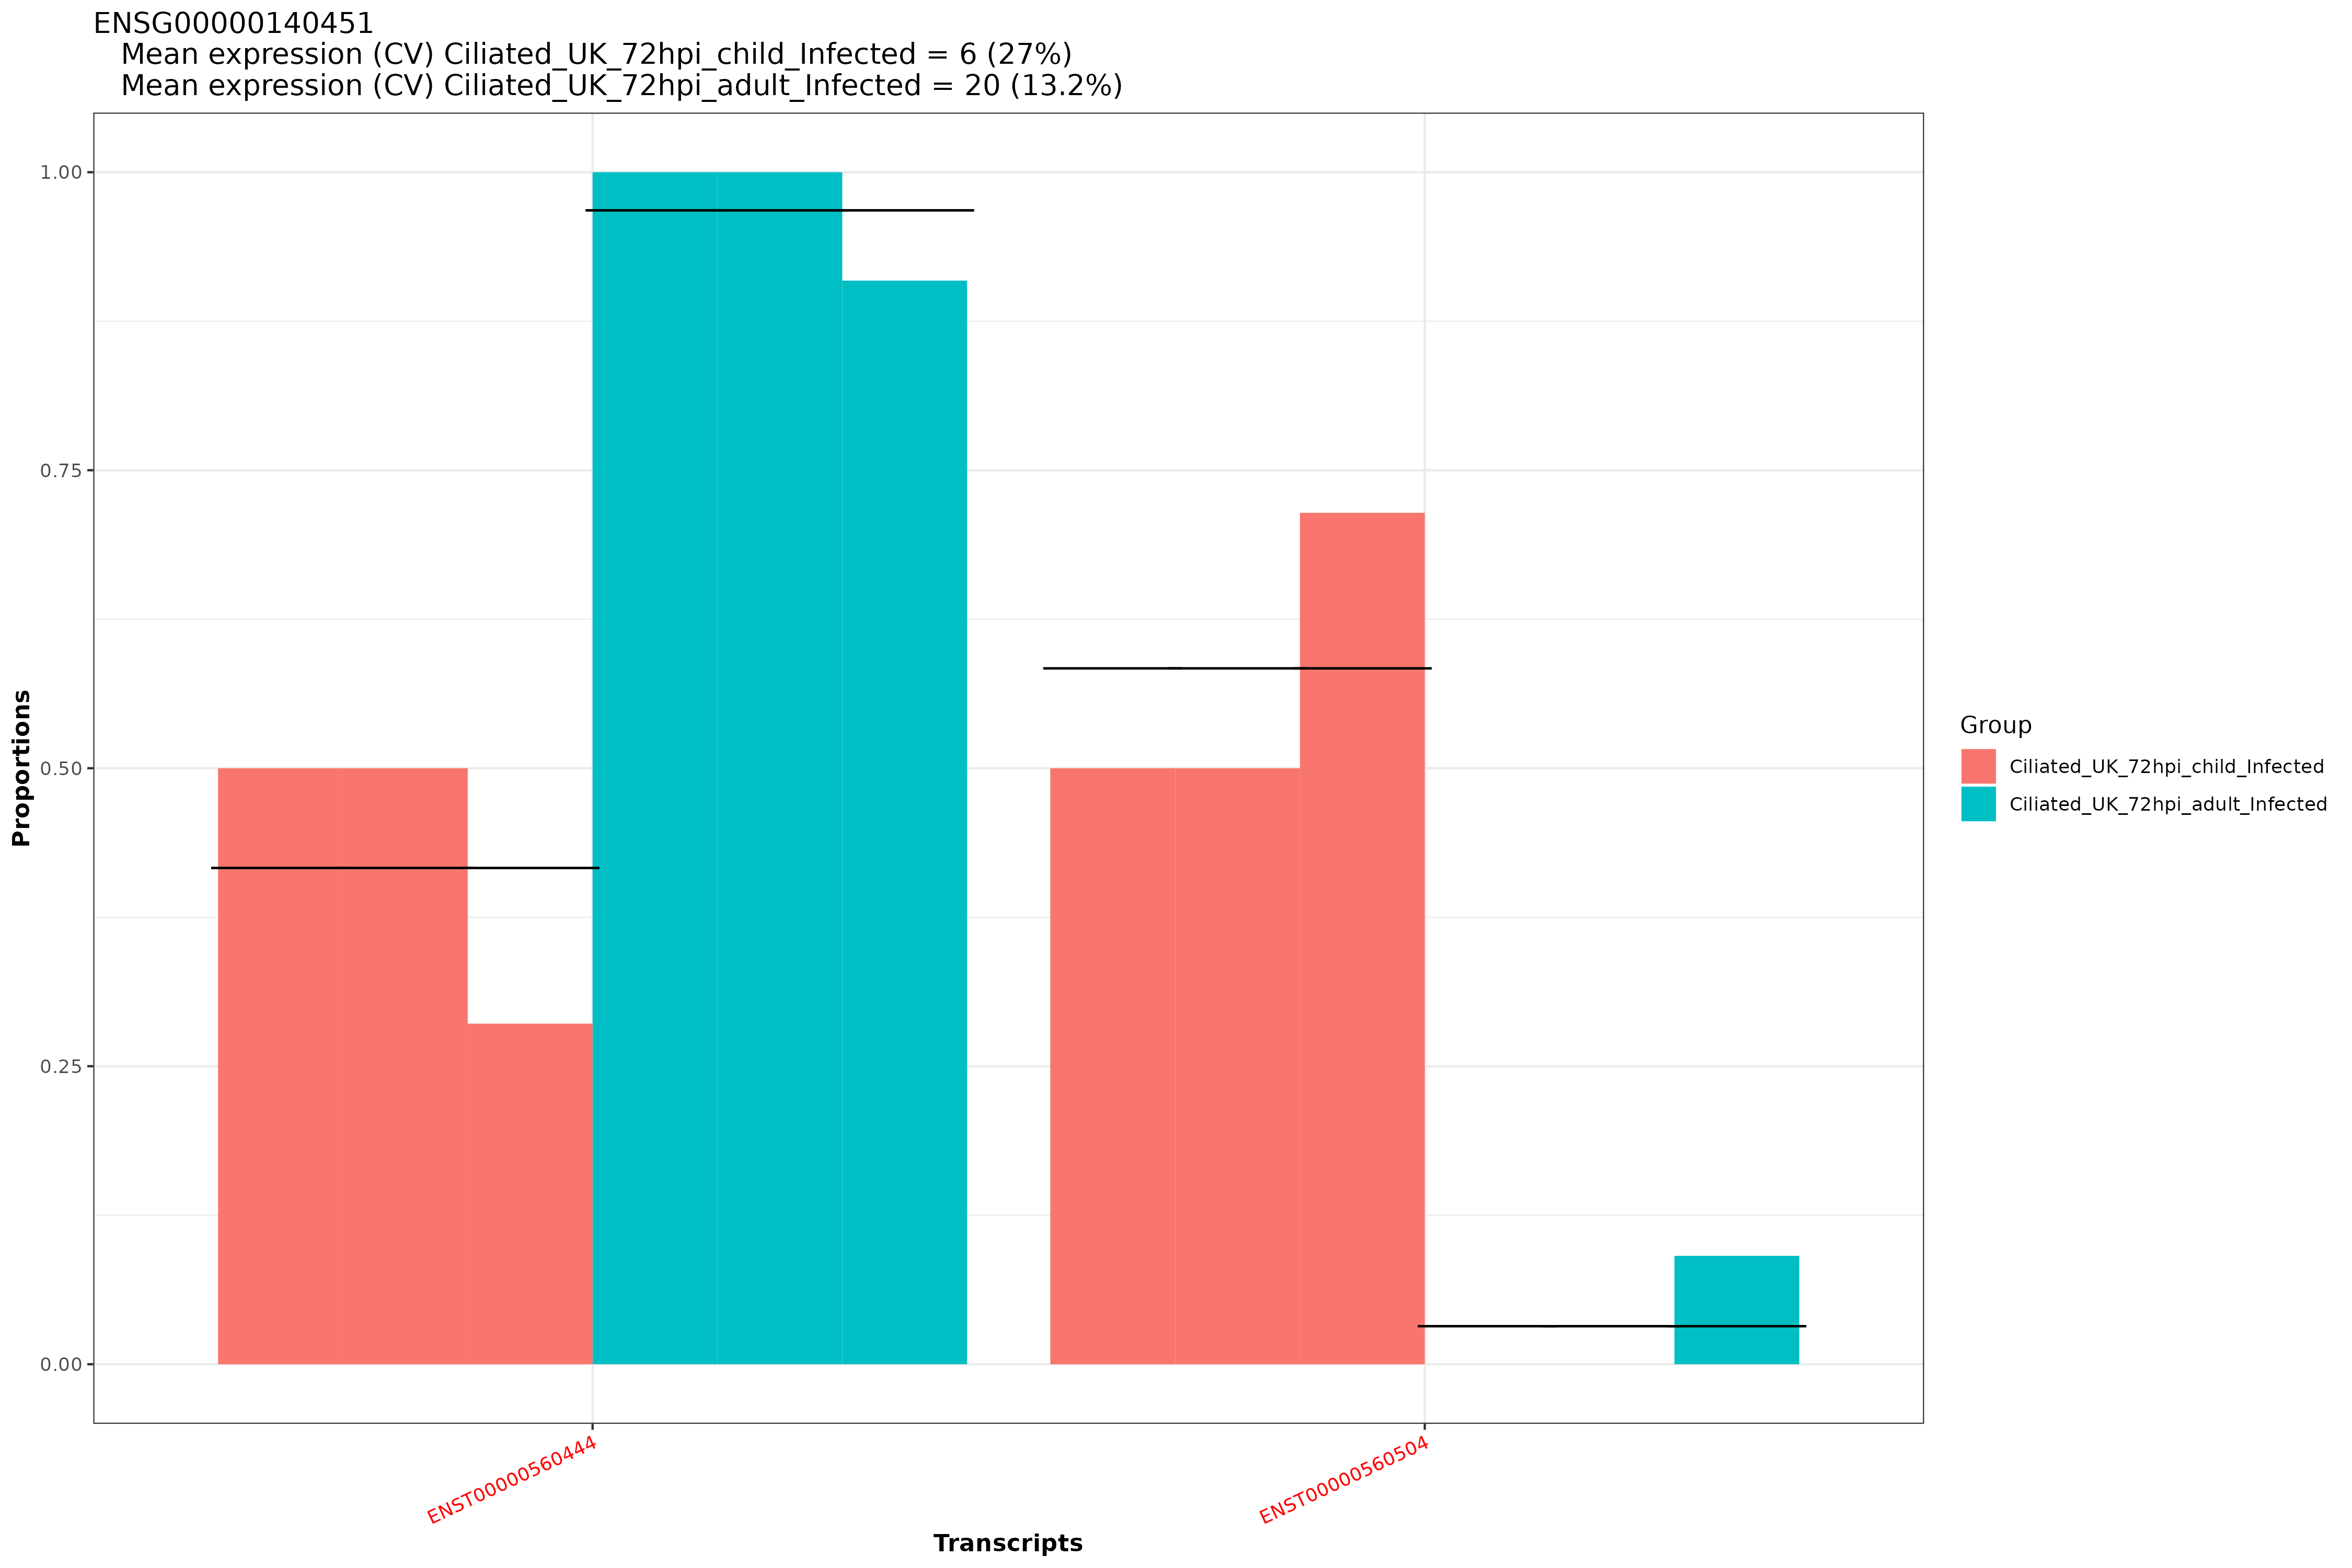 ENSG00000140451
Mean expression (CV) Ciliated_UK_72hpi_child_Infected = 6 (27%)
Mean expression (CV) Ciliated_UK_72hpi_adult_Infected = 20 (13.2%)
1.00
0.75
0.50
0.25
0.00
Proportions
ENST00000560444
ENST00000560504
Transcripts
Group
Ciliated_UK_72hpi_child_Infected
Ciliated_UK_72hpi_adult_Infected